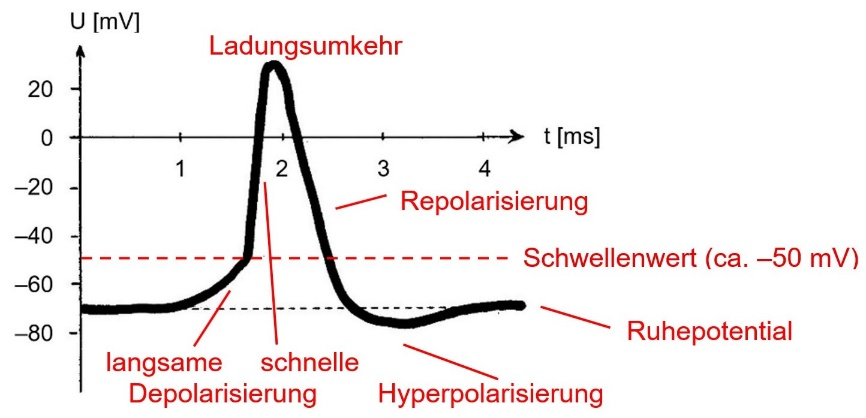 U [mV]
Ladungsumkehr
20
0
t [ms]
1 2 3 4
–20
Repolarisierung
–40
Schwellenwert (ca. –50 mV)
–60
–80
Ruhepotential
langsame schnelle
Depolarisierung
Hyperpolarisierung